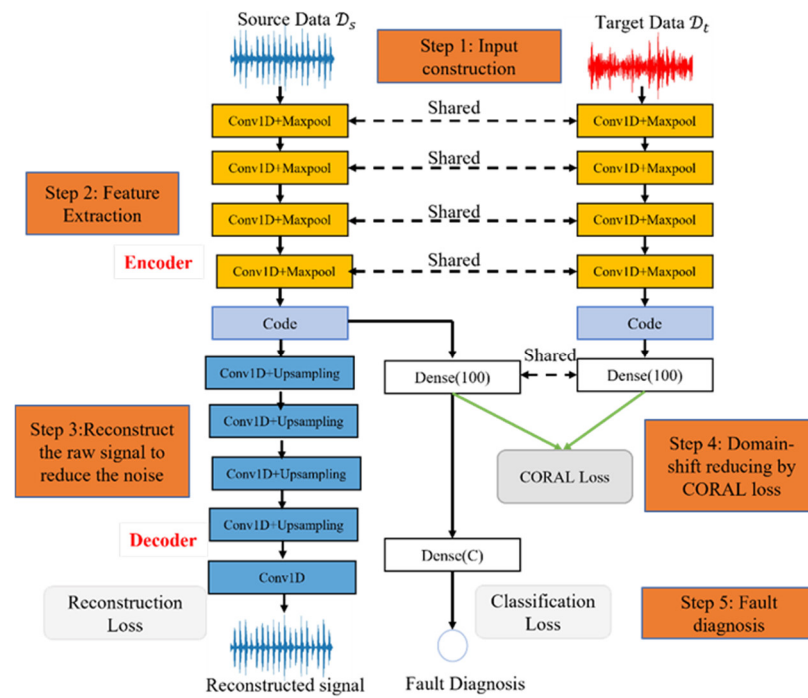 Source Data 𝒟ₛ
Target Data 𝒟ₜ
Step 1: Input
construction
Conv1D+Maxpool
Shared
Conv1D+Maxpool
Conv1D+Maxpool
Shared
Conv1D+Maxpool
Step 2: Feature
Extraction
Conv1D+Maxpool
Shared
Conv1D+Maxpool
Encoder
Conv1D+Maxpool
Shared
Conv1D+Maxpool
Code
Code
Conv1D+Upsampling
Dense(100)
Shared
Dense(100)
Step 3:Reconstruct
the raw signal to
reduce the noise
Conv1D+Upsampling
Conv1D+Upsampling
CORAL Loss
Step 4: Domain-
shift reducing by
CORAL loss
Decoder
Conv1D+Upsampling
Dense(C)
Conv1D
Reconstruction
Loss
Classification
Loss
Step 5: Fault
diagnosis
Reconstructed signal
Fault Diagnosis